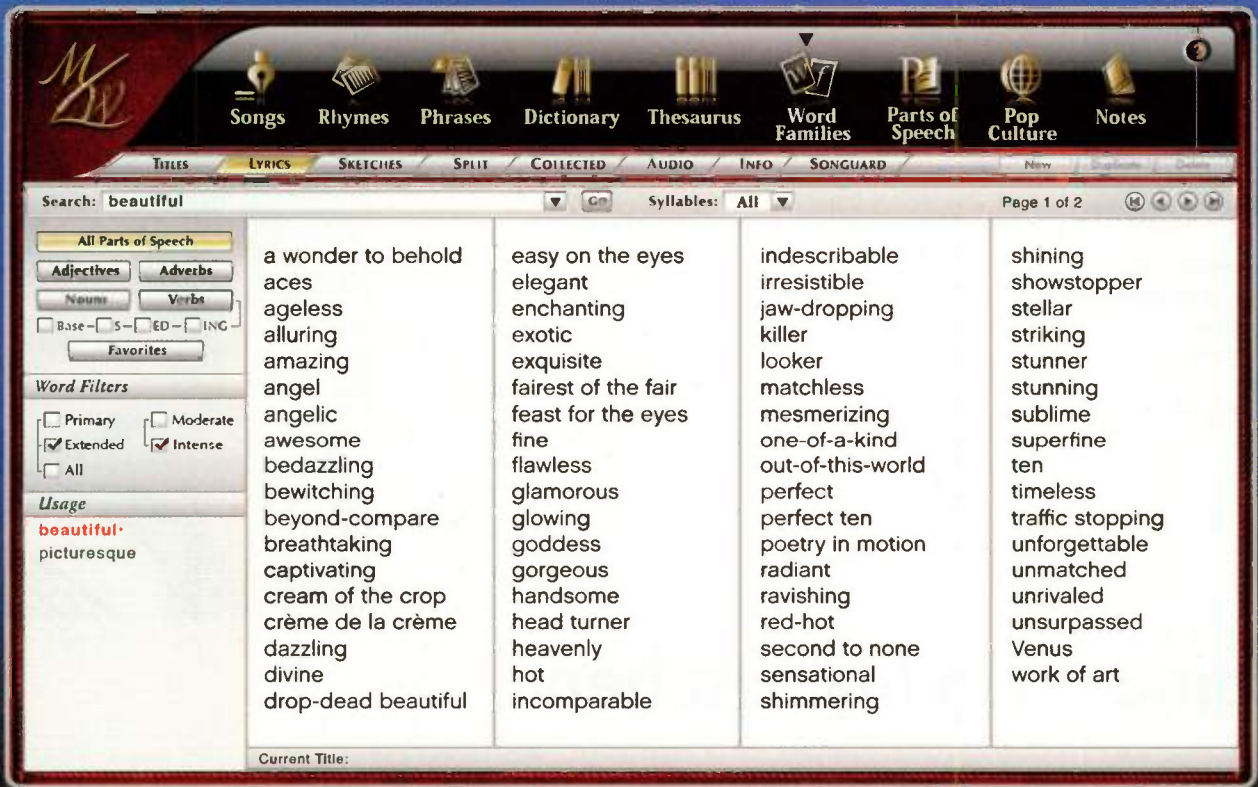 MW
Songs Rhymes Phrases Dictionary Thesaurus Word Families Parts of Speech Pop Culture Notes
TITLES LYRICS SKETCHES SPLIT COLLECTED AUDIO INFO SONGUARD New Duplicate Delete
Search: beautiful Go Syllables: All Page 1 of 2
All Parts of Speech
Adjectives Adverbs
Nouns Verbs
Base S ED ING
Favorites
Word Filters
Primary Moderate
Extended Intense
All
Usage
beautiful·
picturesque
a wonder to behold
aces
ageless
alluring
amazing
angel
angelic
awesome
bedazzling
bewitching
beyond-compare
breathtaking
captivating
cream of the crop
crème de la crème
dazzling
divine
drop-dead beautiful
easy on the eyes
elegant
enchanting
exotic
exquisite
fairest of the fair
feast for the eyes
fine
flawless
glamorous
glowing
goddess
gorgeous
handsome
head turner
heavenly
hot
incomparable
indescribable
irresistible
jaw-dropping
killer
looker
matchless
mesmerizing
one-of-a-kind
out-of-this-world
perfect
perfect ten
poetry in motion
radiant
ravishing
red-hot
second to none
sensational
shimmering
shining
showstopper
stellar
striking
stunner
stunning
sublime
superfine
ten
timeless
traffic stopping
unforgettable
unmatched
unrivaled
unsurpassed
Venus
work of art
Current Title: